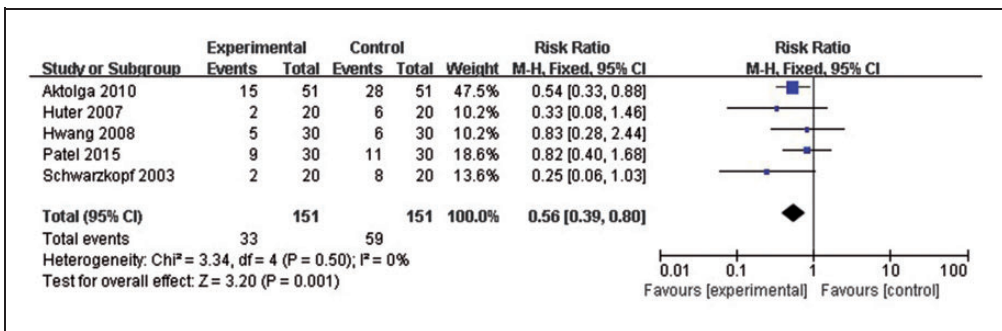 Experimental Control Risk Ratio Risk Ratio
Study or Subgroup Events Total Events Total Weight M-H, Fixed, 95% CI M-H, Fixed, 95% CI
Aktolga 2010 15 51 28 51 47.5% 0.54 [0.33, 0.88]
Huter 2007 2 20 6 20 10.2% 0.33 [0.08, 1.46]
Hwang 2008 5 30 6 30 10.2% 0.83 [0.28, 2.44]
Patel 2015 9 30 11 30 18.6% 0.82 [0.40, 1.68]
Schwarzkopf 2003 2 20 8 20 13.6% 0.25 [0.06, 1.03]
Total (95% CI) 151 151 100.0% 0.56 [0.39, 0.80]
Total events 33 59
Heterogeneity: Chi² = 3.34, df = 4 (P = 0.50); I² = 0%
Test for overall effect: Z = 3.20 (P = 0.001)
0.01 0.1 1 10 100
Favours [experimental] Favours [control]